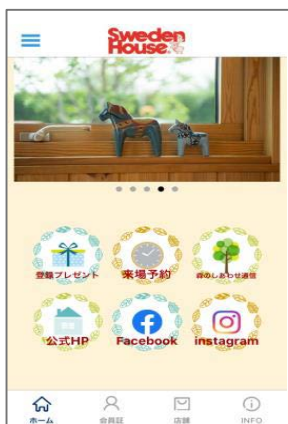 Sweden
House
登録プレゼント
来場予約
森のしあわせ通信
公式HP
Facebook
instagram
ホーム
会員証
店舗
INFO